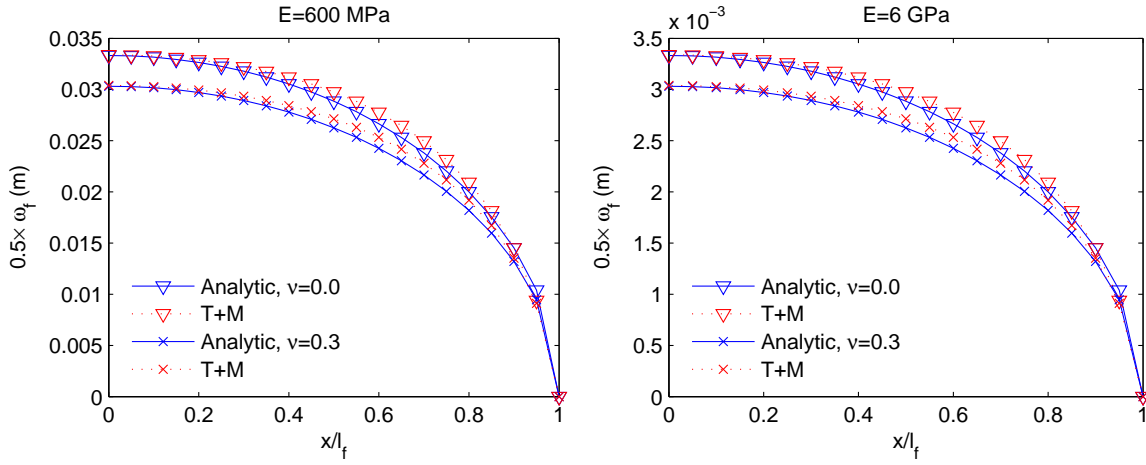 E=600 MPa
0.035
0.03
0.025
0.02
0.015
0.01
0.005
0
0.5× ω_f (m)
Analytic, ν=0.0
T+M
Analytic, ν=0.3
T+M
0 0.2 0.4 0.6 0.8 1
x/l_f
E=6 GPa
x 10^-3
3.5
3
2.5
2
1.5
1
0.5
0
0.5× ω_f (m)
Analytic, ν=0.0
T+M
Analytic, ν=0.3
T+M
0 0.2 0.4 0.6 0.8 1
x/l_f